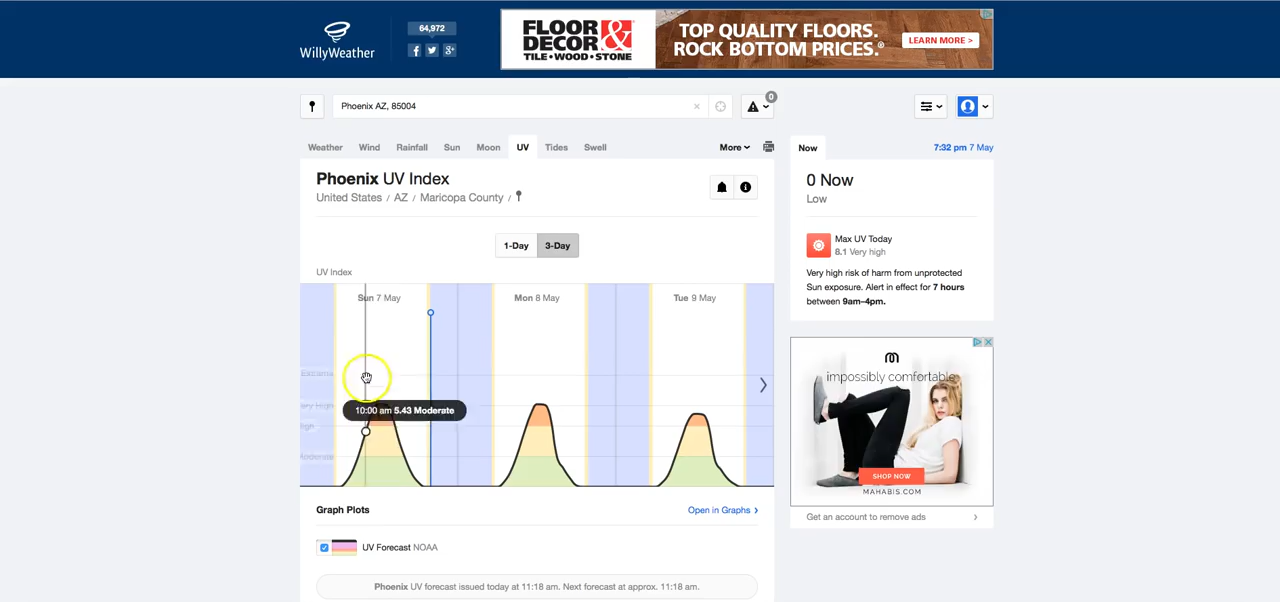 WillyWeather
64,972
FLOOR & DECOR
TILE • WOOD • STONE
TOP QUALITY FLOORS.
ROCK BOTTOM PRICES.®
LEARN MORE >
Phoenix AZ, 85004
0
Weather Wind Rainfall Sun Moon UV Tides Swell More
Phoenix UV Index
United States / AZ / Maricopa County /
1-Day 3-Day
UV Index
Sun 7 May Mon 8 May Tue 9 May
10:00 am 5.43 Moderate
Graph Plots
Open in Graphs >
UV Forecast NOAA
Phoenix UV forecast issued today at 11:18 am. Next forecast at approx. 11:18 am.
Now
7:32 pm 7 May
0 Now
Low
Max UV Today
8.1 Very high
Very high risk of harm from unprotected
Sun exposure. Alert in effect for 7 hours
between 9am–4pm.
impossibly comfortable
SHOP NOW
MAHABIS.COM
Get an account to remove ads